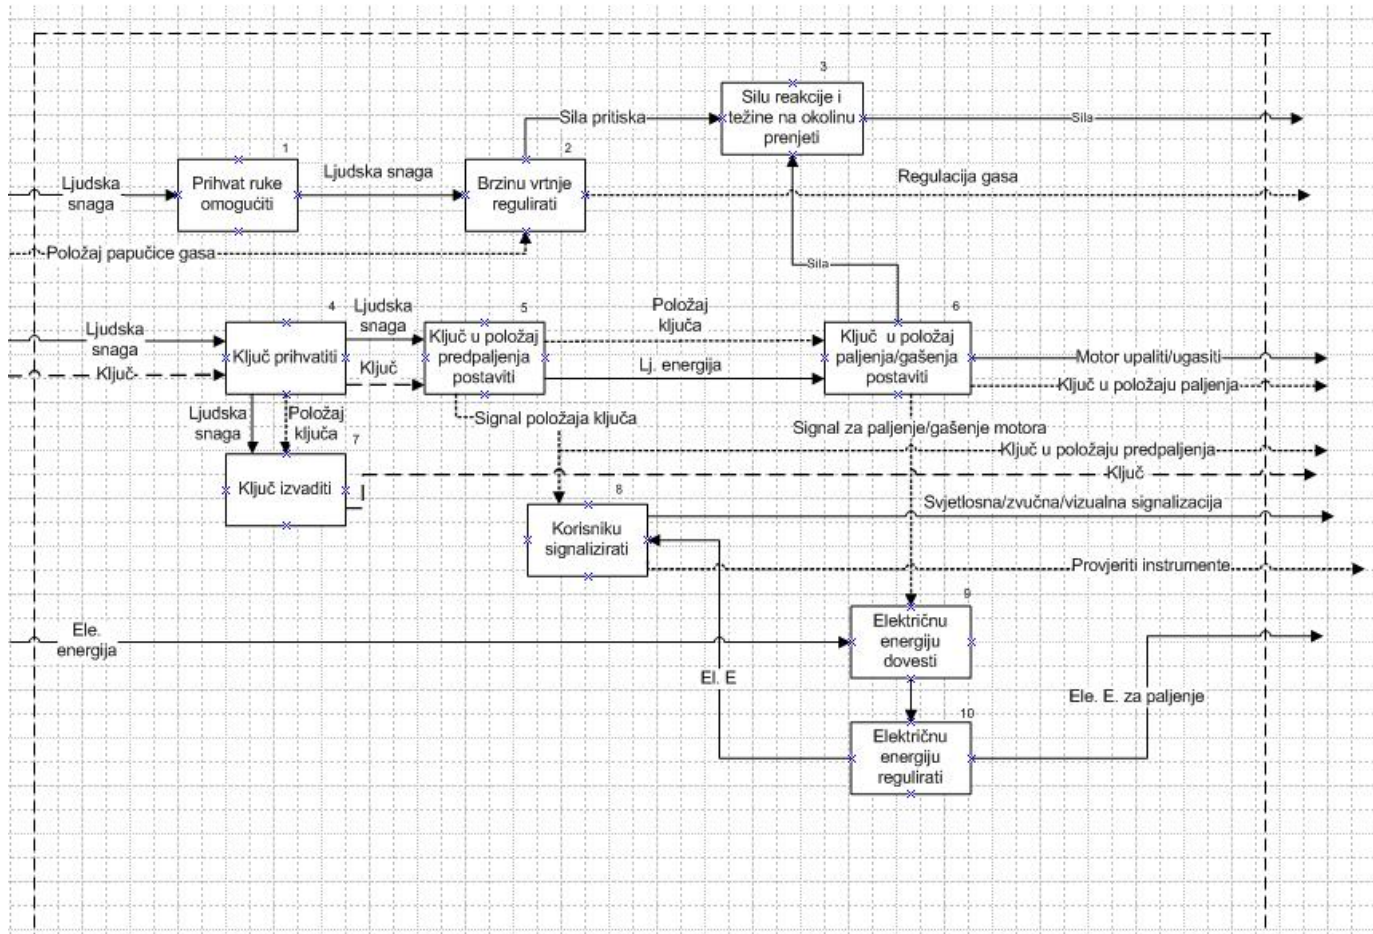 3
Silu reakcije i
težine na okolinu
prenjeti
Sila pritiska
Sila
1
Prihvat ruke
omogućiti
Ljudska
snaga
Ljudska snaga
2
Brzinu vrtnje
regulirati
Regulacija gasa
Položaj papučice gasa
Sila
4
Ključ prihvatiti
Ljudska
snaga
Ključ
Ljudska
snaga
Ključ
5
Ključ u položaj
predpaljenja
postaviti
Položaj
ključa
Lj. energija
6
Ključ u položaj
paljenja/gašenja
postaviti
Motor upaliti/ugasiti
Ključ u položaju paljenja
Ljudska
snaga
Položaj
ključa
Signal položaja ključa
Signal za paljenje/gašenje motora
7
Ključ izvaditi
Ključ u položaju predpaljenja
Ključ
8
Korisniku
signalizirati
Svjetlosna/zvučna/vizualna signalizacija
Provjeriti instrumente
9
Električnu
energiju
dovesti
Ele.
energija
El. E
Ele. E. za paljenje
10
Električnu
energiju
regulirati